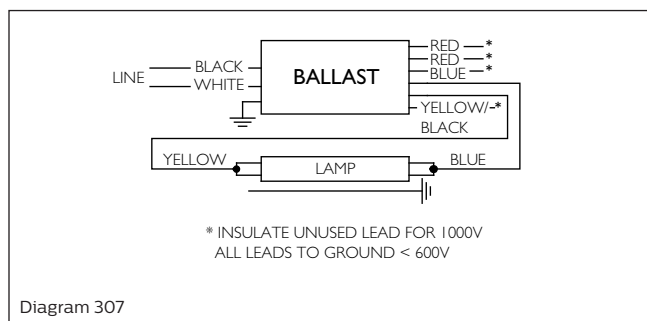 RED *
RED *
BLUE *
LINE BLACK BALLAST
WHITE
YELLOW/ *
BLACK
YELLOW LAMP BLUE
* INSULATE UNUSED LEAD FOR 1000V
ALL LEADS TO GROUND < 600V
Diagram 307